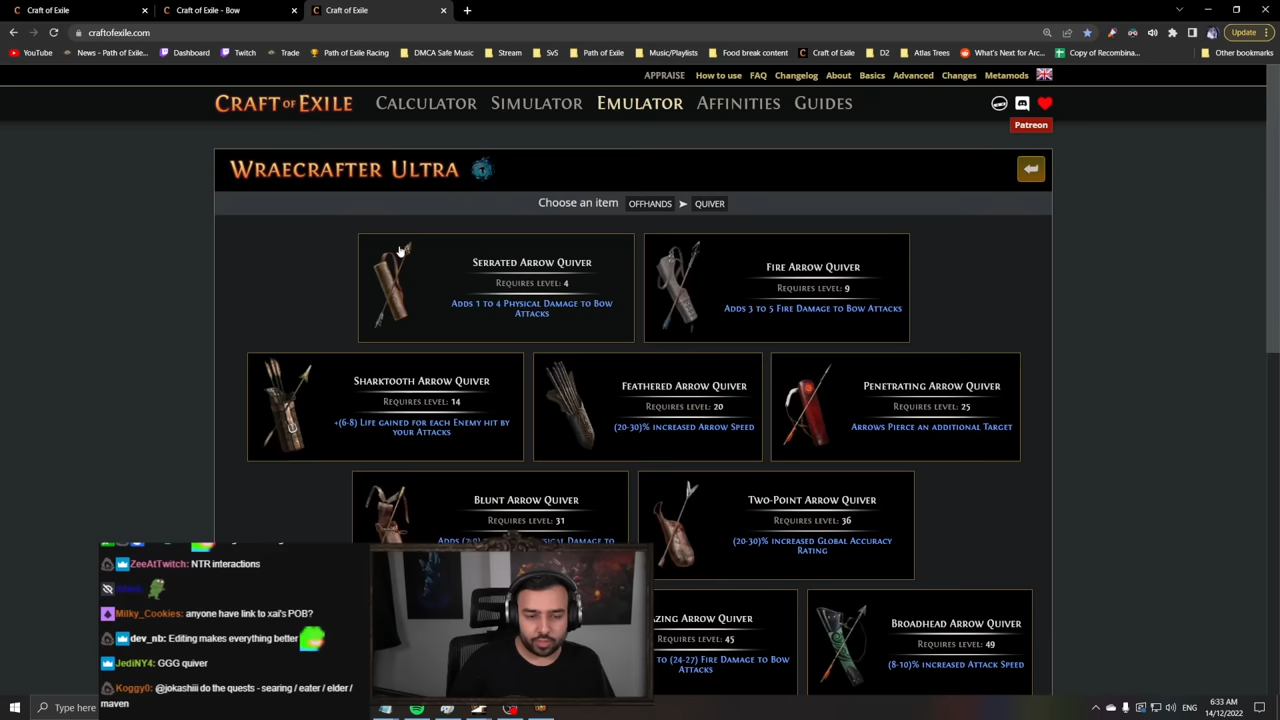 Craft of Exile
Craft of Exile - Bow
Craft of Exile
craftofexile.com
Update
YouTube
News - Path of Exile...
Dashboard
Twitch
Trade
Path of Exile Racing
DMCA Safe Music
Stream
SvS
Path of Exile
Music/Playlists
Food break content
Craft of Exile
D2
Atlas Trees
What's Next for Arc...
Copy of Recombina...
Other bookmarks
APPRAISE
How to use
FAQ
Changelog
About
Basics
Advanced
Changes
Metamods
CRAFT OF EXILE
CALCULATOR
SIMULATOR
EMULATOR
AFFINITIES
GUIDES
Patreon
WRAECRAFTER ULTRA
Choose an item
OFFHANDS
QUIVER
SERRATED ARROW QUIVER
REQUIRES LEVEL: 4
ADDS 1 TO 4 PHYSICAL DAMAGE TO BOW
ATTACKS
FIRE ARROW QUIVER
REQUIRES LEVEL: 9
ADDS 3 TO 5 FIRE DAMAGE TO BOW ATTACKS
SHARKTOOTH ARROW QUIVER
REQUIRES LEVEL: 14
+(6-8) LIFE GAINED FOR EACH ENEMY HIT BY
YOUR ATTACKS
FEATHERED ARROW QUIVER
REQUIRES LEVEL: 20
(20-30)% INCREASED ARROW SPEED
PENETRATING ARROW QUIVER
REQUIRES LEVEL: 25
ARROWS PIERCE AN ADDITIONAL TARGET
BLUNT ARROW QUIVER
REQUIRES LEVEL: 31
TWO-POINT ARROW QUIVER
REQUIRES LEVEL: 36
(20-30)% INCREASED GLOBAL ACCURACY
RATING
AZING ARROW QUIVER
REQUIRES LEVEL: 45
TO (24-27) FIRE DAMAGE TO BOW
ATTACKS
BROADHEAD ARROW QUIVER
REQUIRES LEVEL: 49
(8-10)% INCREASED ATTACK SPEED
ZeeAtTwitch: NTR interactions
Milky_Cookies: anyone have link to xai's POB?
dev_nb: Editing makes everything better
JediNY4: GGG quiver
Koggy0: @jokashiii do the quests - searing / eater / elder /
maven
Type here
ENG
6:33 AM
14/12/2022